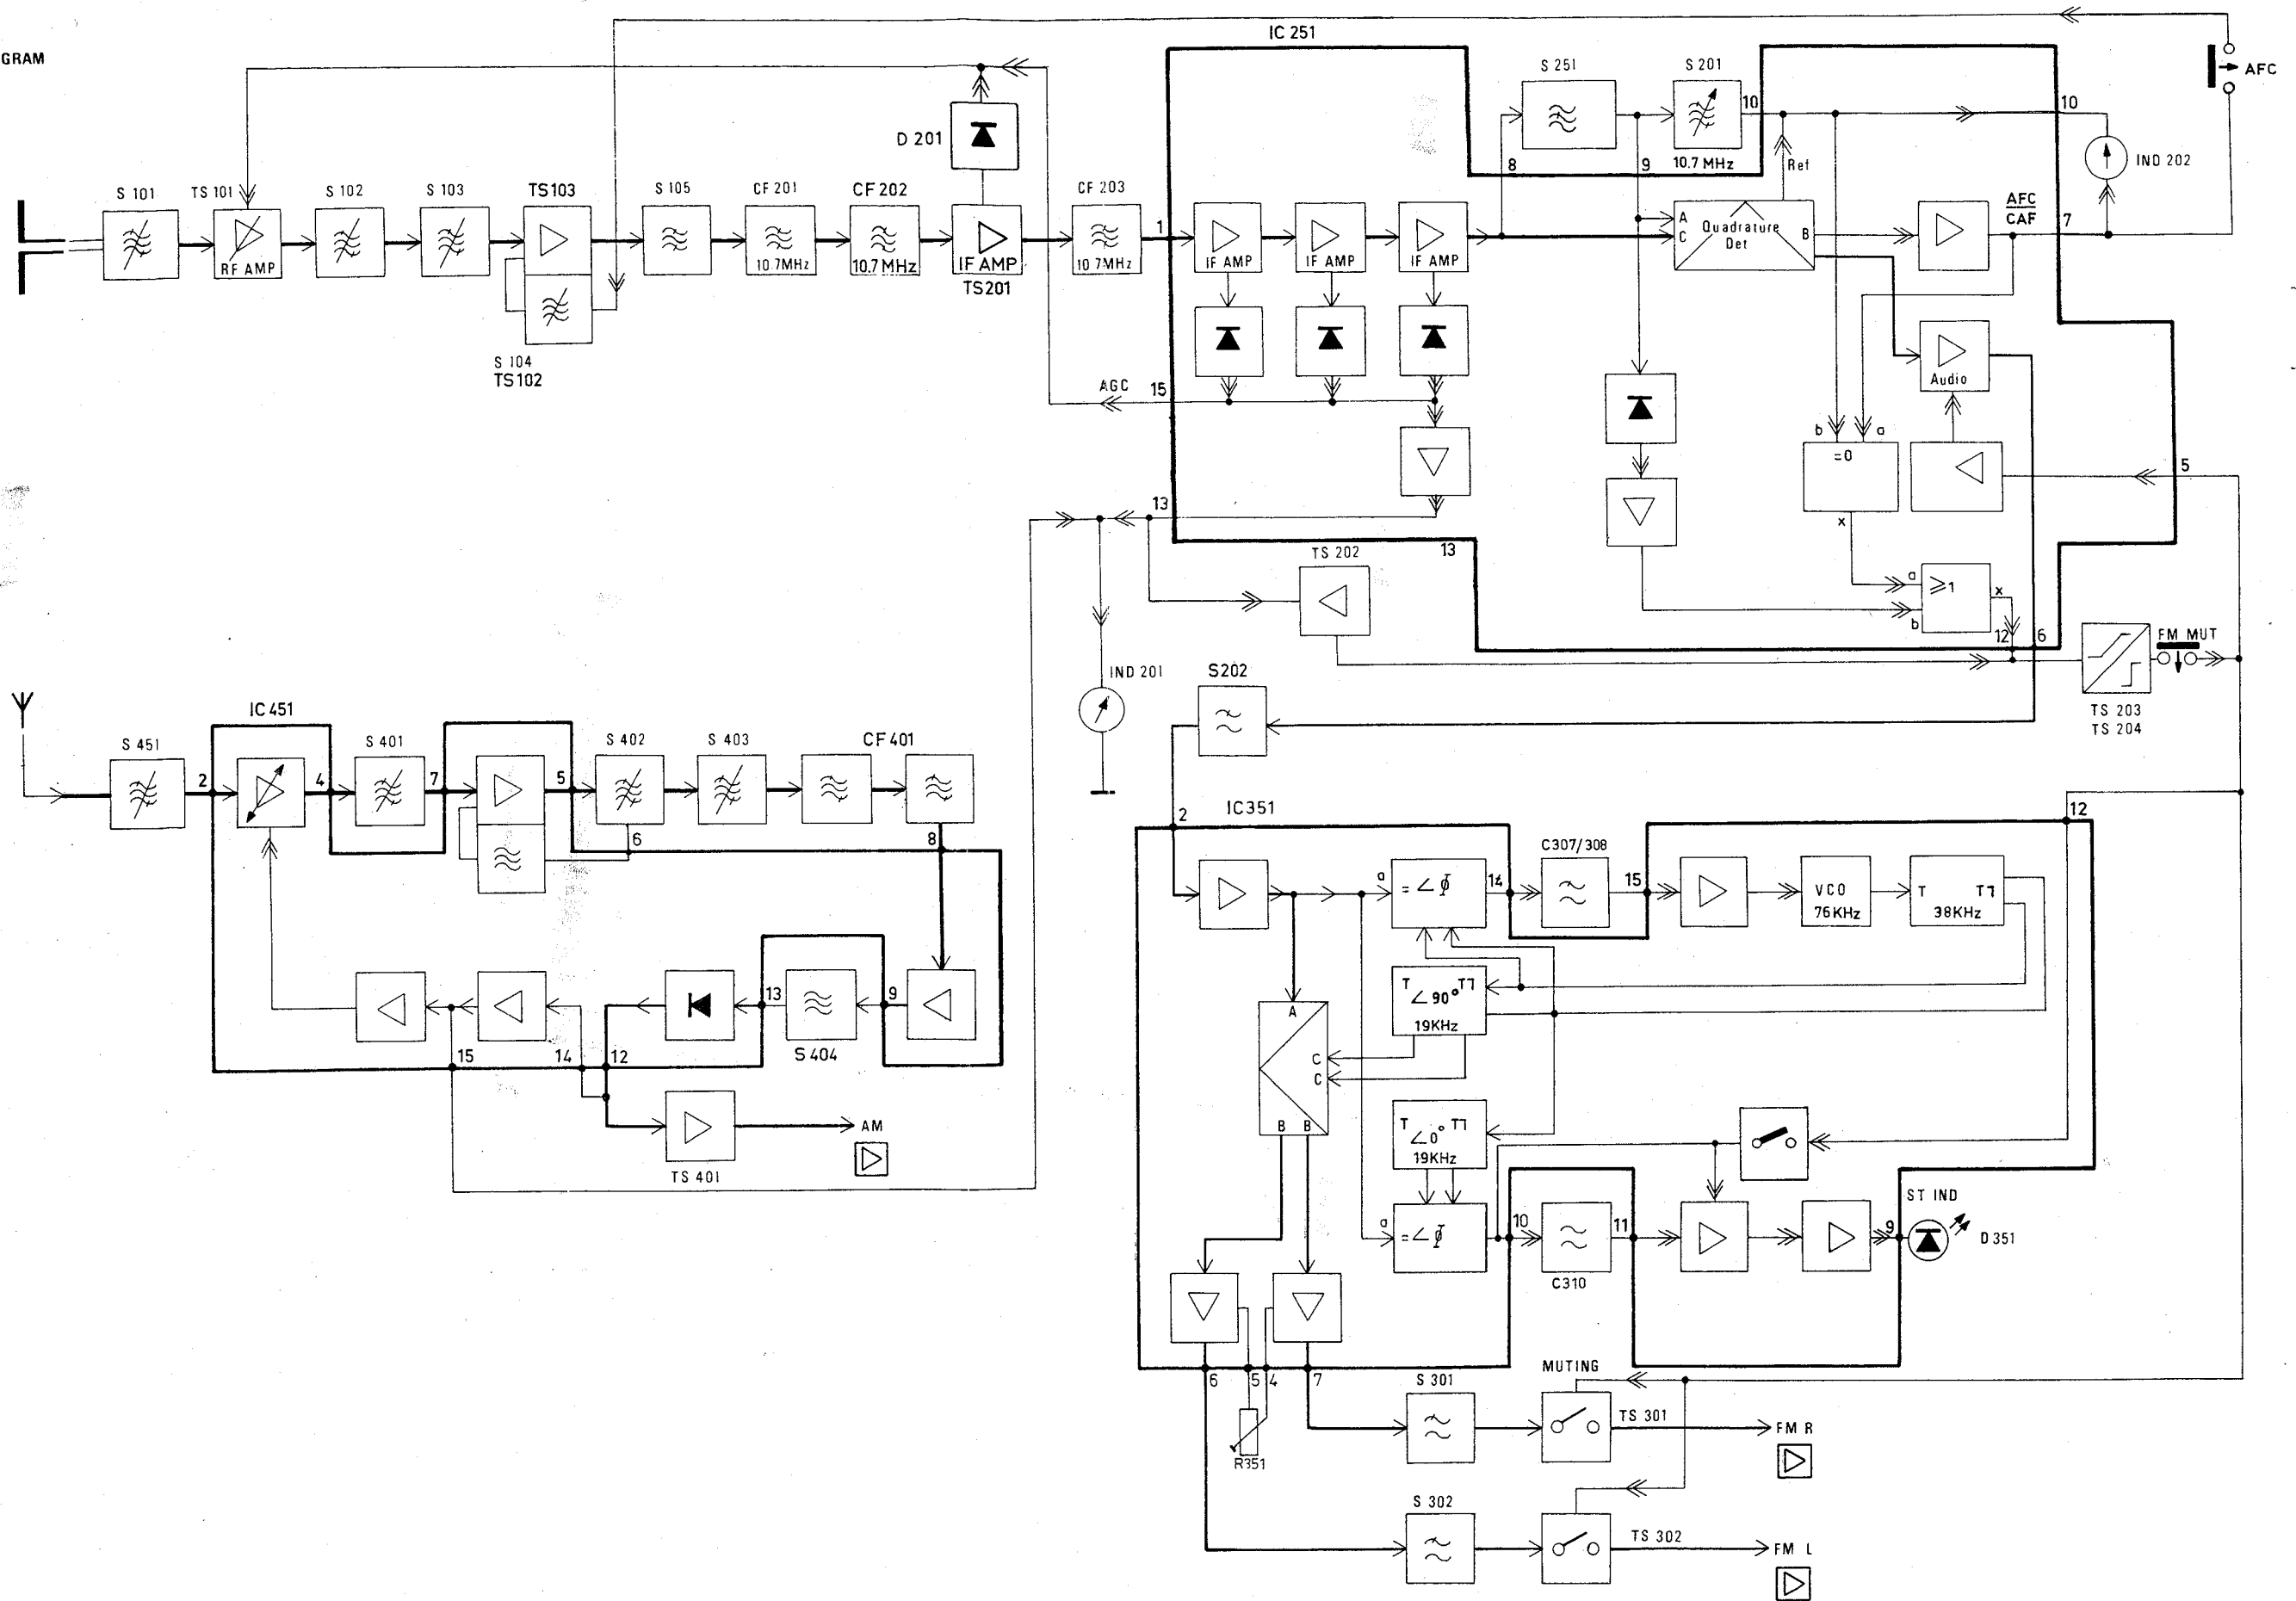 GRAM
IC 251
AFC
S 251
S 201
10
10
D 201
8
9
10.7 MHz
Ref
IND 202
S 101
TS 101
S 102
S 103
TS103
S 105
CF 201
CF 202
CF 203
AFC
CAF
1
A
C
Quadrature
Det
B
7
RF AMP
10.7MHz
10.7 MHz
IF AMP
10.7MHz
IF AMP
IF AMP
IF AMP
TS201
S 104
TS102
AGC
15
Audio
b
a
=0
5
13
x
13
TS 202
a
≥1
x
b
12
6
FM MUT
IND 201
S202
TS 203
TS 204
IC 451
S 451
S 401
S 402
S 403
CF 401
2
4
7
5
6
8
IC351
2
12
C307/308
a
=∠ϕ
14
15
VCO
76KHz
T
T⅂
38KHz
T
∠90°
T⅂
19KHz
13
9
S 404
A
C
C
15
14
12
AM
TS 401
B
B
T
∠0°
T⅂
19KHz
a
=∠ϕ
10
11
C310
ST IND
9
D 351
6
5
4
7
R351
MUTING
S 301
TS 301
FM R
S 302
TS 302
FM L